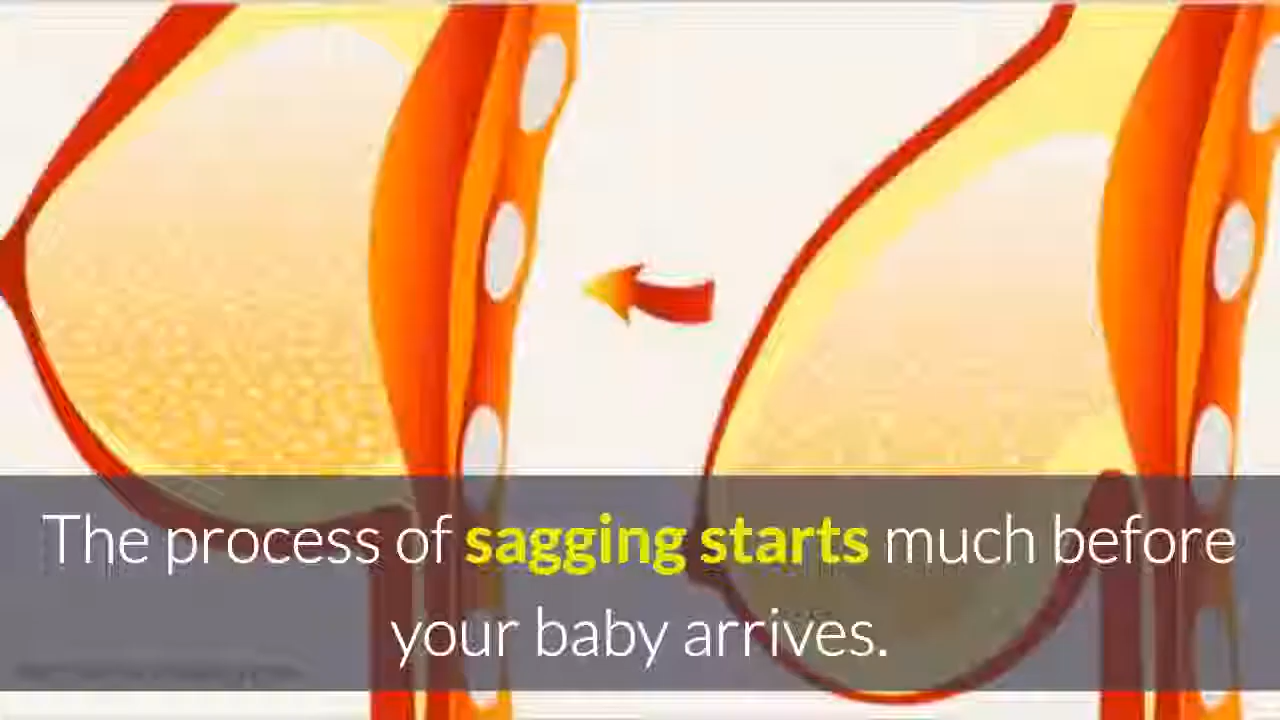 The process of sagging starts much before
your baby arrives.